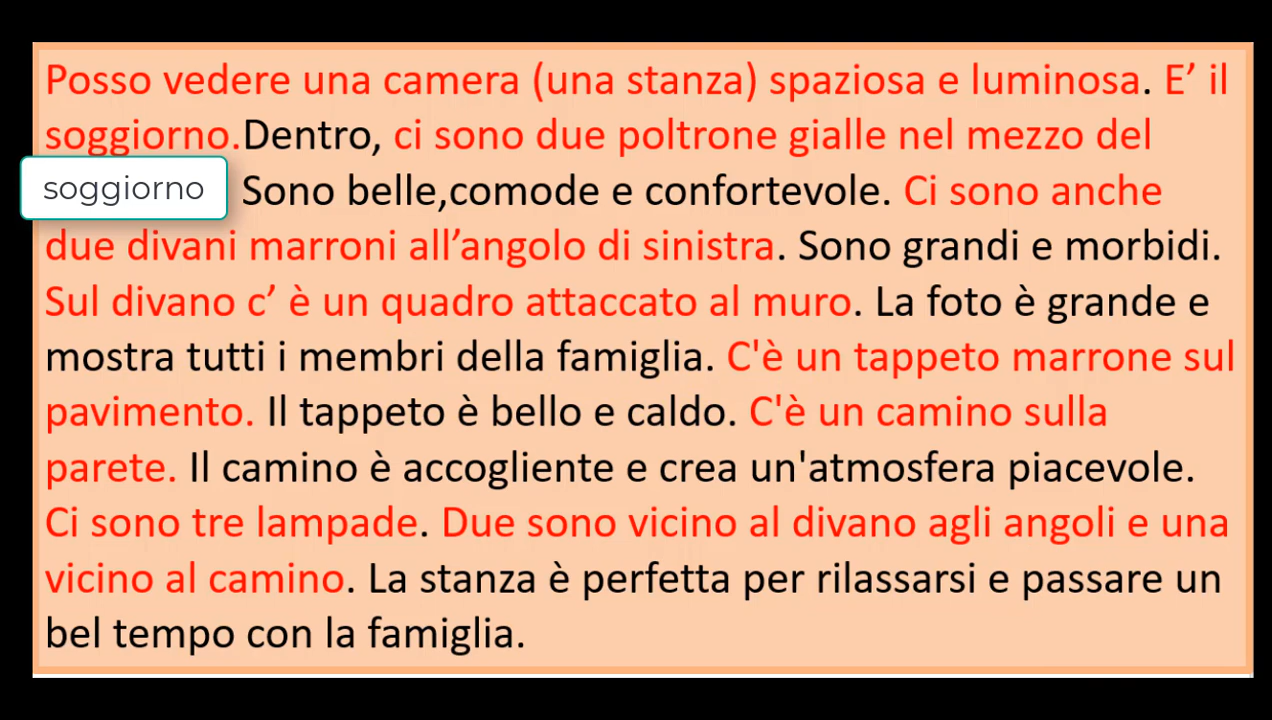 Posso vedere una camera (una stanza) spaziosa e luminosa. E’ il
soggiorno.Dentro, ci sono due poltrone gialle nel mezzo del
soggiorno Sono belle,comode e confortevole. Ci sono anche
due divani marroni all’angolo di sinistra. Sono grandi e morbidi.
Sul divano c’ è un quadro attaccato al muro. La foto è grande e
mostra tutti i membri della famiglia. C'è un tappeto marrone sul
pavimento. Il tappeto è bello e caldo. C'è un camino sulla
parete. Il camino è accogliente e crea un'atmosfera piacevole.
Ci sono tre lampade. Due sono vicino al divano agli angoli e una
vicino al camino. La stanza è perfetta per rilassarsi e passare un
bel tempo con la famiglia.